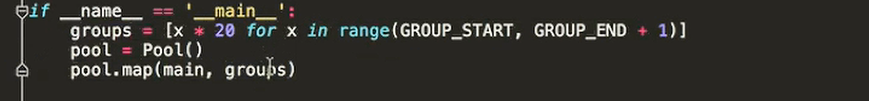 if __name__ == '__main__':
    groups = [x * 20 for x in range(GROUP_START, GROUP_END + 1)]
    pool = Pool()
    pool.map(main, groups)